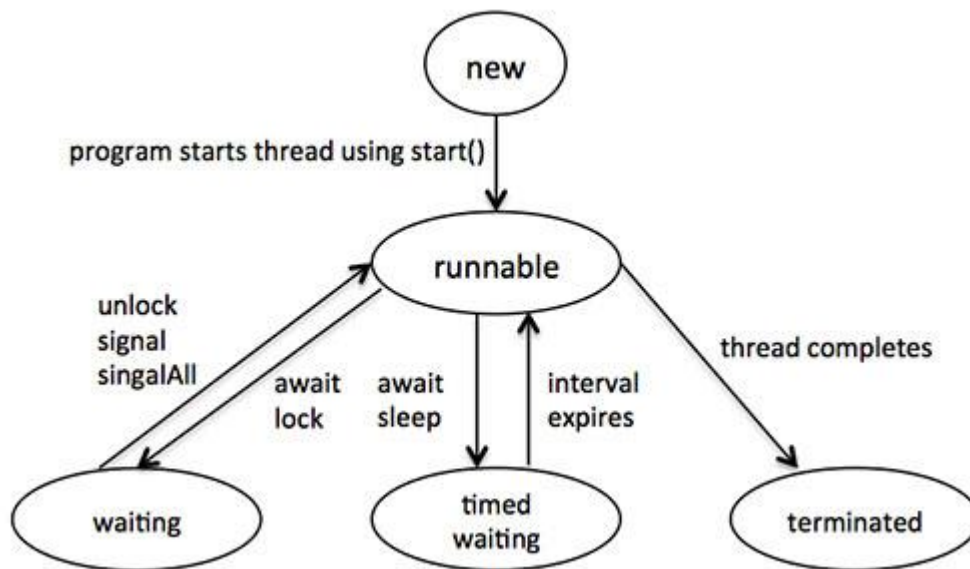 new
program starts thread using start()
runnable
unlock
signal
singalAll
await
lock
await
sleep
interval
expires
thread completes
waiting
timed
waiting
terminated